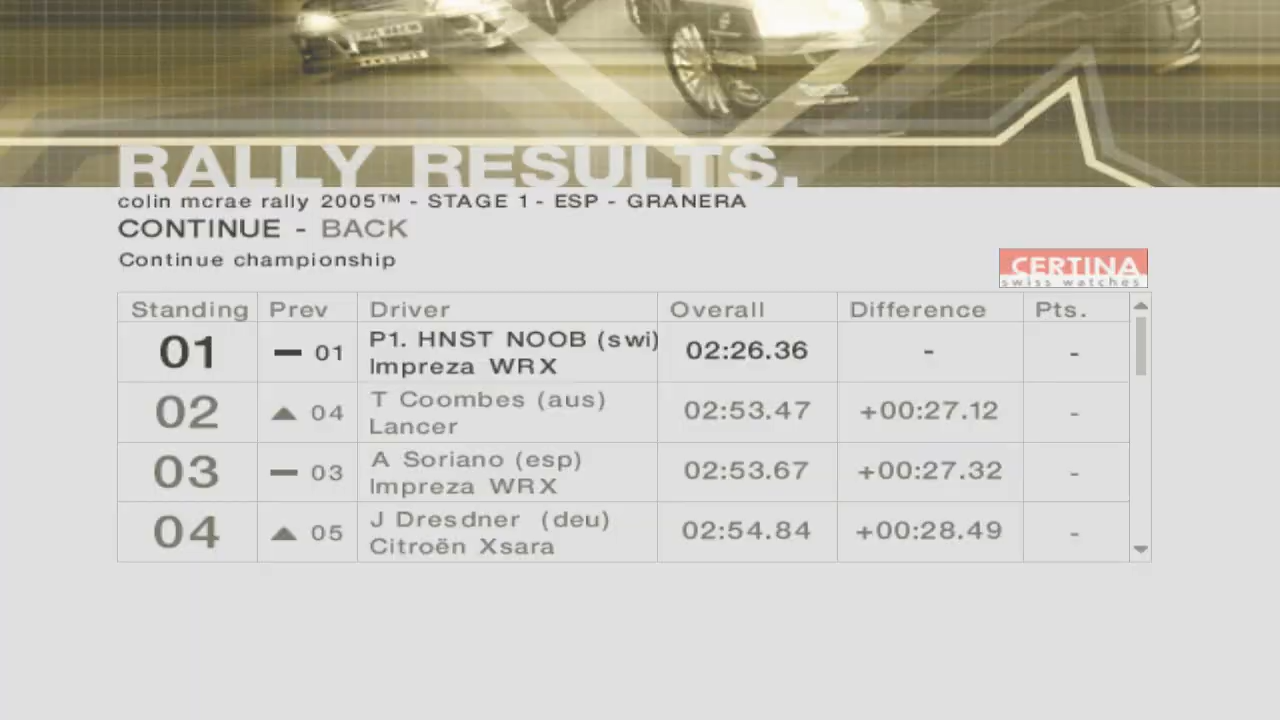 RALLY RESULTS.
colin mcrae rally 2005™ - STAGE 1 - ESP - GRANERA
CONTINUE - BACK
Continue championship
CERTINA
swiss watches
Standing Prev Driver Overall Difference Pts.
01 01 P1. HNST NOOB (swi) 02:26.36 - -
Impreza WRX
02 04 T Coombes (aus) 02:53.47 +00:27.12 -
Lancer
03 03 A Soriano (esp) 02:53.67 +00:27.32 -
Impreza WRX
04 05 J Dresdner (deu) 02:54.84 +00:28.49 -
Citroën Xsara